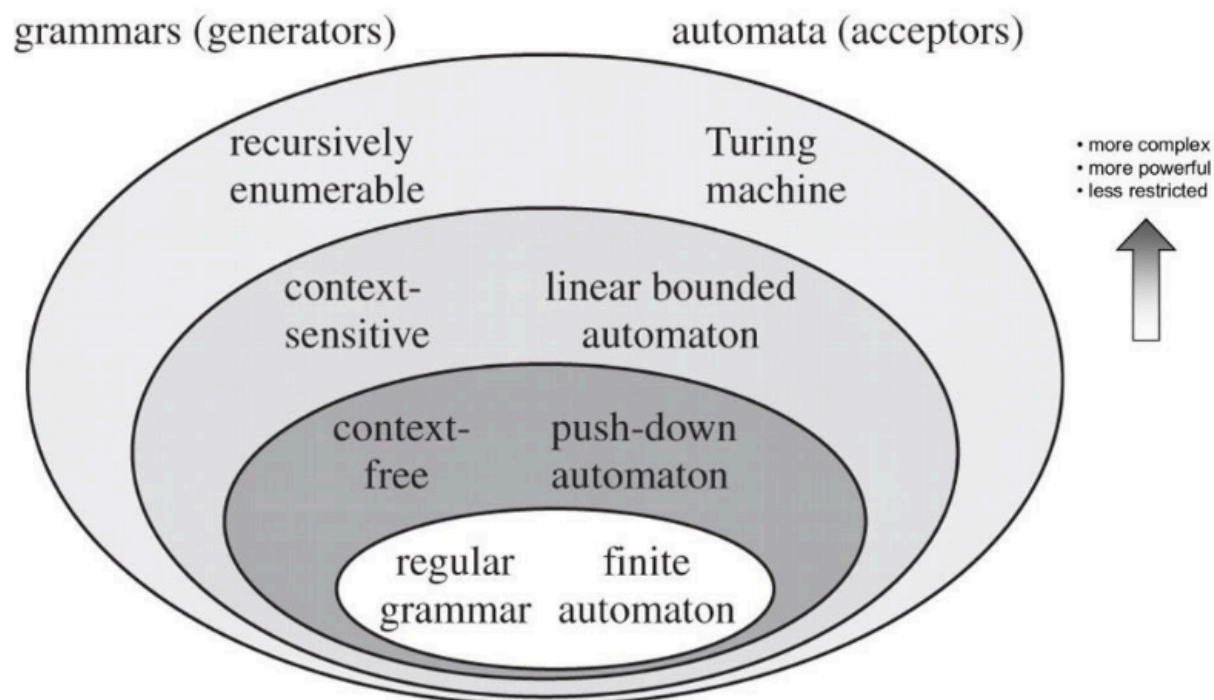 grammars (generators)
automata (acceptors)
recursively
enumerable
Turing
machine
• more complex
• more powerful
• less restricted
context-
sensitive
linear bounded
automaton
context-
free
push-down
automaton
regular
grammar
finite
automaton